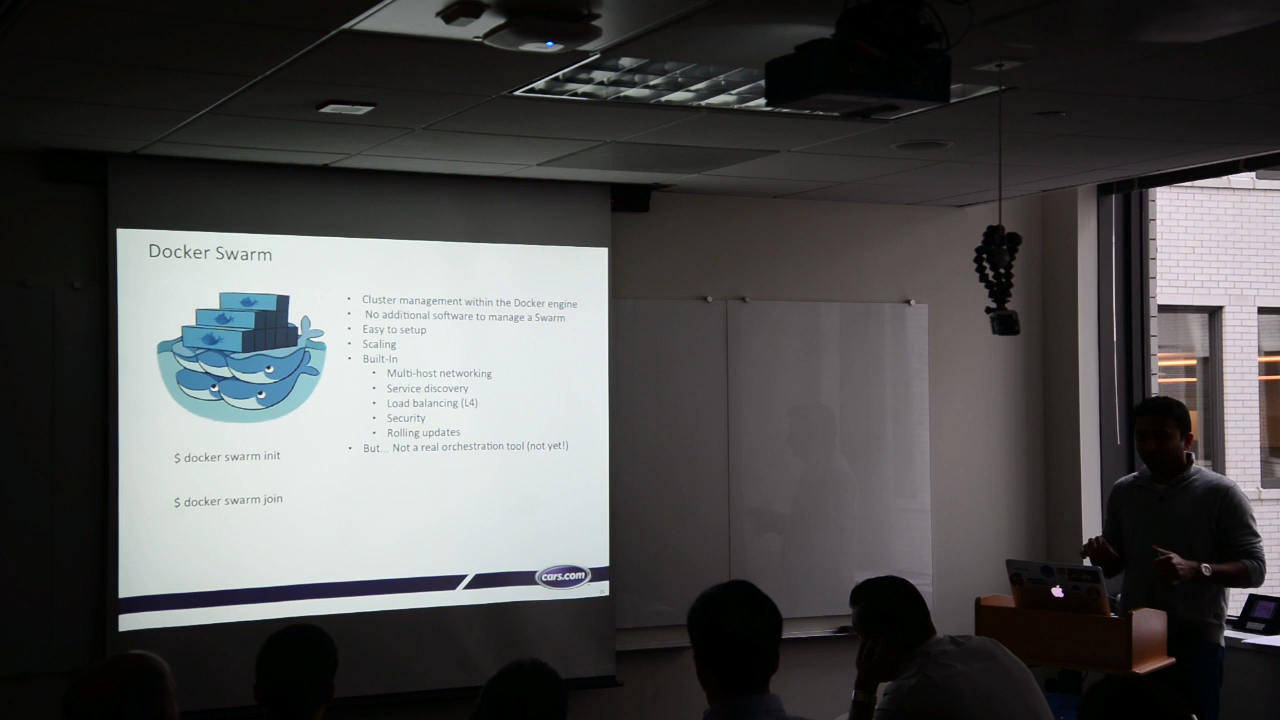 Docker Swarm
• Cluster management within the Docker engine
• No additional software to manage a Swarm
• Easy to setup
• Scaling
• Built-In
• Multi-host networking
• Service discovery
• Load balancing (L4)
• Security
• Rolling updates
• But... Not a real orchestration tool (not yet!)
$ docker swarm init
$ docker swarm join
cars.com